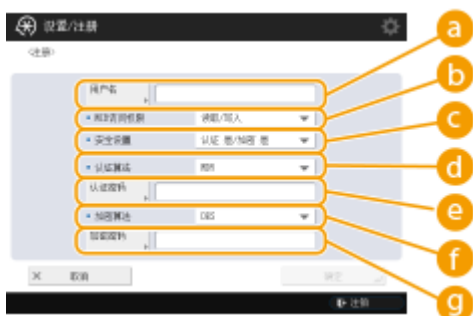 设置/注册
a
<注册>
用户名
b
MIB访问权限 读取/写入
c
安全设置 认证 是/加密 是
d
认证算法 MD5
认证密码
e
加密算法 DES
f
加密密码
g
取消 确定
注销